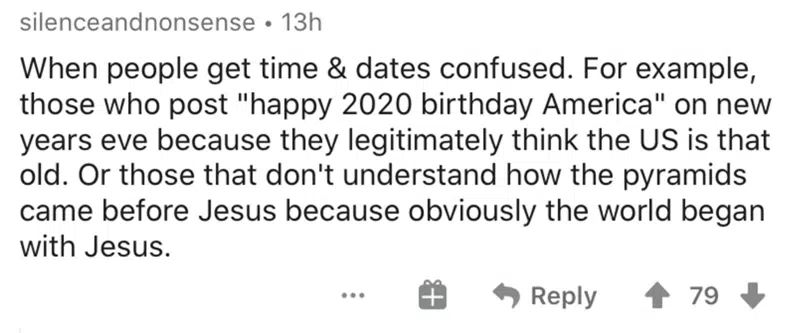 silenceandnonsense • 13h
When people get time & dates confused. For example,
those who post "happy 2020 birthday America" on new
years eve because they legitimately think the US is that
old. Or those that don't understand how the pyramids
came before Jesus because obviously the world began
with Jesus.
... Reply 79